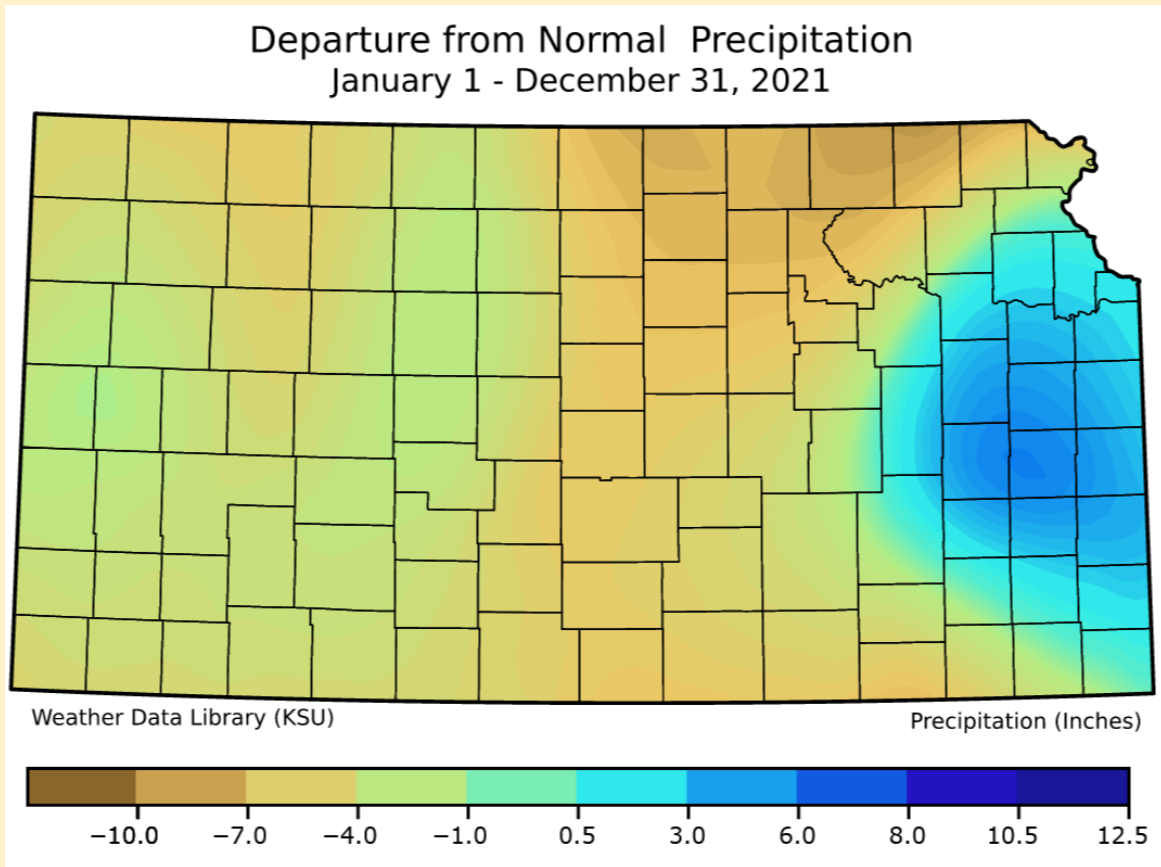 Departure from Normal Precipitation
January 1 - December 31, 2021
Weather Data Library (KSU)
Precipitation (Inches)
−10.0 −7.0 −4.0 −1.0 0.5 3.0 6.0 8.0 10.5 12.5